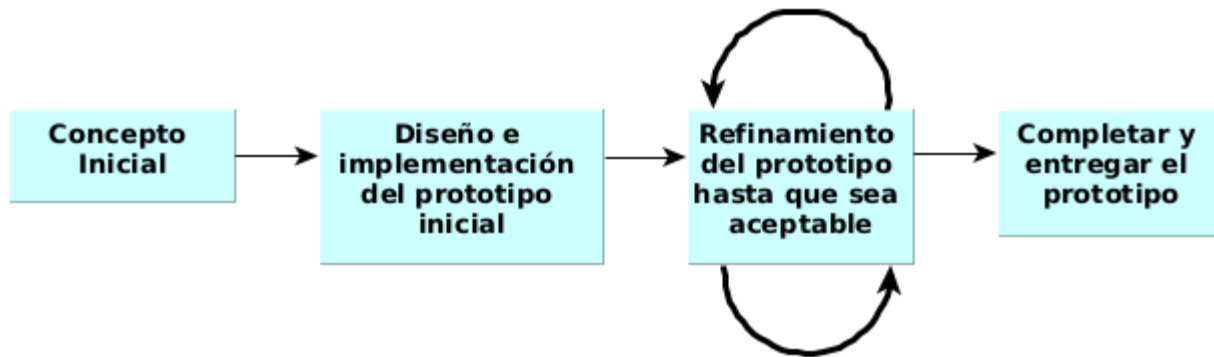 Concepto
Inicial
Diseño e
implementación
del prototipo
inicial
Refinamiento
del prototipo
hasta que sea
aceptable
Completar y
entregar el
prototipo